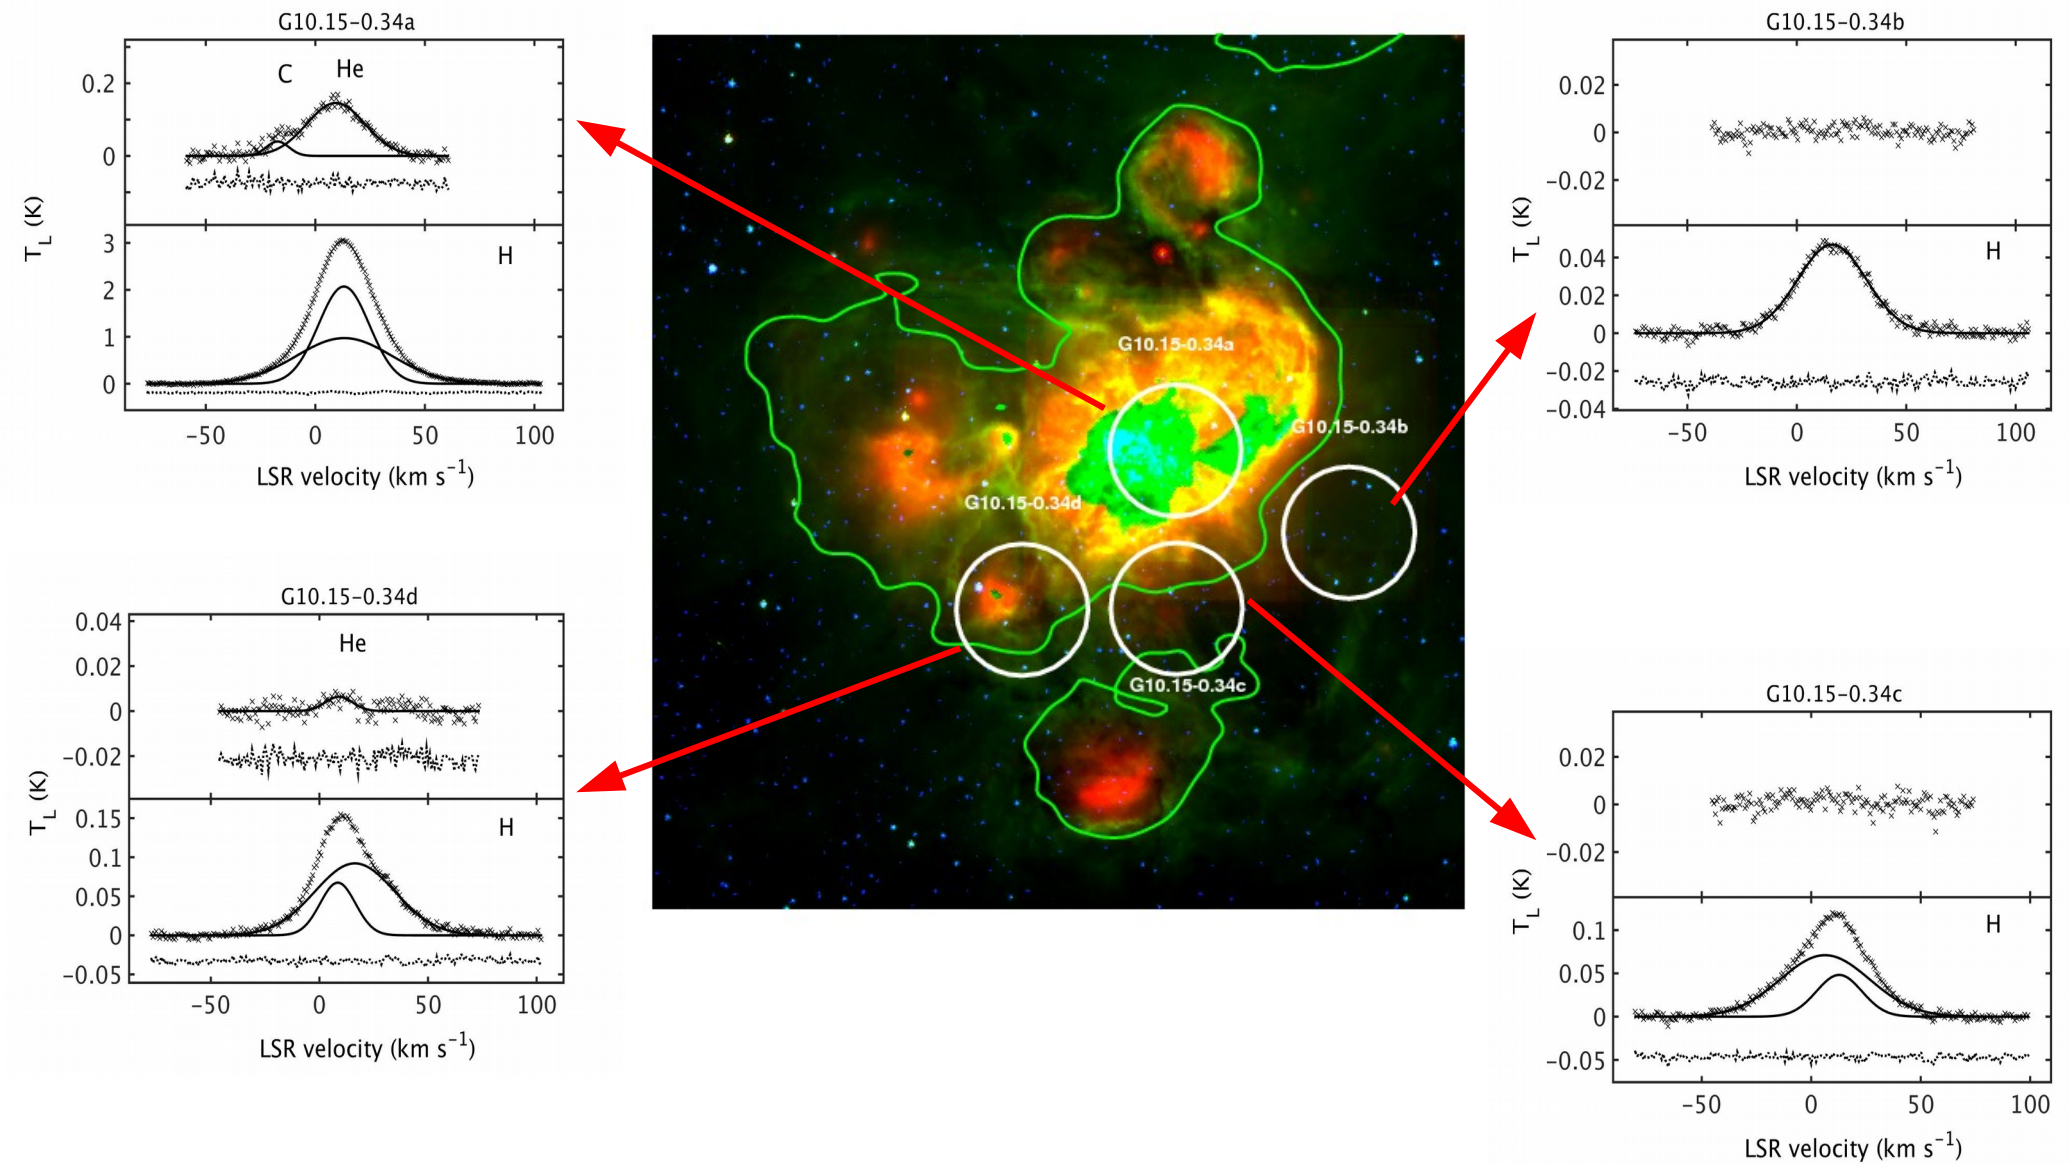 G10.15−0.34a
C
He
0.2
0
T_L (K)
H
3
2
1
0
−50
0
50
100
LSR velocity (km s⁻¹)
G10.15-0.34a
G10.15-0.34b
G10.15-0.34d
G10.15-0.34c
G10.15−0.34b
0.02
0
−0.02
T_L (K)
H
0.04
0.02
0
−0.02
−0.04
−50
0
50
100
LSR velocity (km s⁻¹)
G10.15−0.34d
0.04
0.02
0
−0.02
He
T_L (K)
H
0.15
0.1
0.05
0
−0.05
−50
0
50
100
LSR velocity (km s⁻¹)
G10.15−0.34c
0.02
0
−0.02
T_L (K)
H
0.1
0.05
0
−0.05
−50
0
50
100
LSR velocity (km s⁻¹)